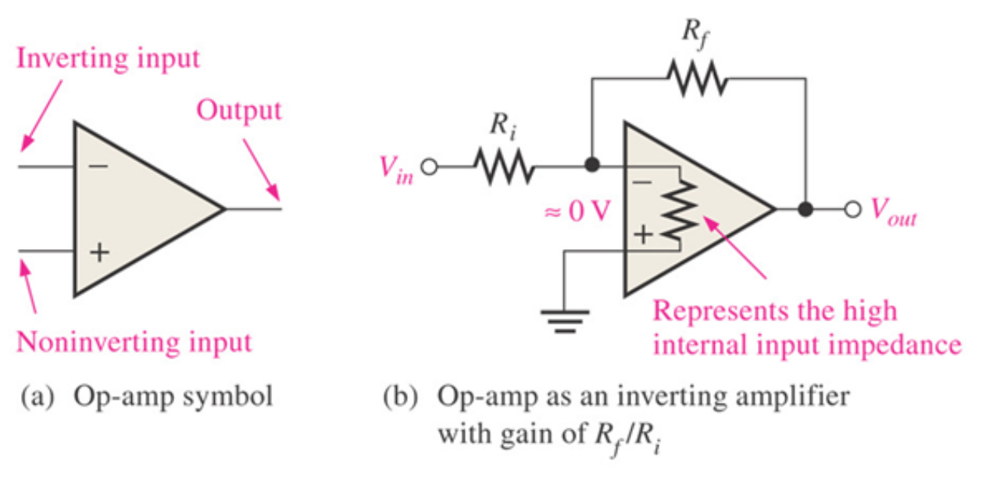 Inverting input
Output
−
+
Noninverting input
(a) Op-amp symbol
R_f
R_i
V_in
−
≈ 0 V
+
V_out
Represents the high
internal input impedance
(b) Op-amp as an inverting amplifier
with gain of R_f/R_i